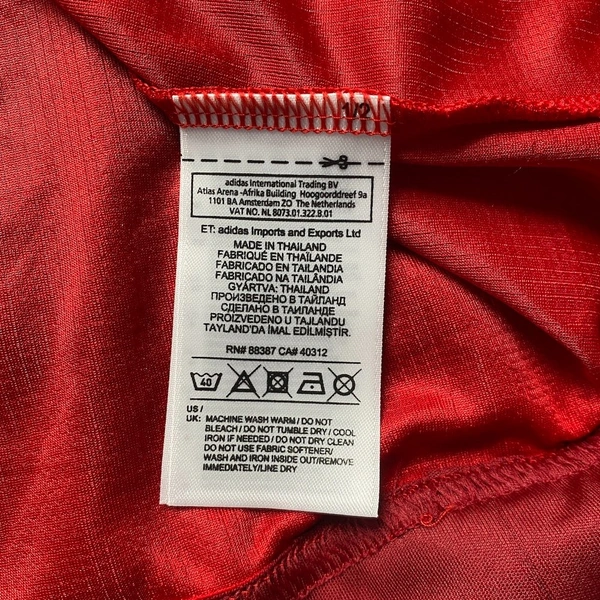 1/2
adidas International Trading BV
Atlas Arena -Afrika Building Hoogoorddreef 9a
1101 BA Amsterdam ZO The Netherlands
VAT NO. NL 8073.01.322.B.01
ET: adidas Imports and Exports Ltd
MADE IN THAILAND
FABRIQUÉ EN THAÏLANDE
FABRICADO EN TAILANDIA
FABRICADO NA TAILÂNDIA
GYÁRTVA: THAILAND
ПРОИЗВЕДЕНО В ТАЙЛАНД
СДЕЛАНО В ТАИЛАНДЕ
PROIZVEDENO U TAJLANDU
TAYLAND'DA İMAL EDİLMİŞTİR.
RN# 88387 CA# 40312
40
US /
UK: MACHINE WASH WARM / DO NOT
BLEACH / DO NOT TUMBLE DRY / COOL
IRON IF NEEDED / DO NOT DRY CLEAN
DO NOT USE FABRIC SOFTENER/
WASH AND IRON INSIDE OUT/REMOVE
IMMEDIATELY/LINE DRY